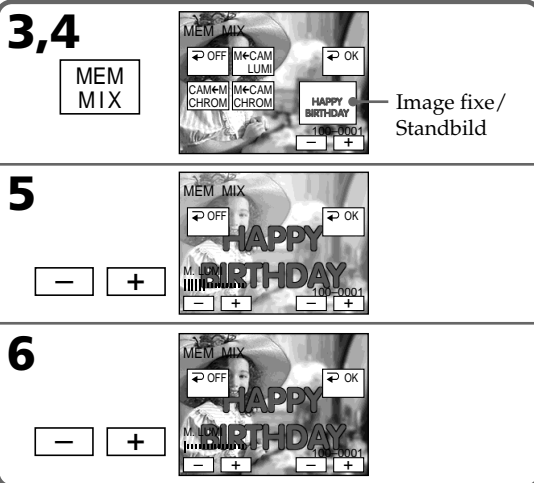 3,4
MEM MIX
MEM MIX
OFF M←CAM LUMI OK
CAM←M CHROM M←CAM CHROM
HAPPY BIRTHDAY
100-0001
− +
Image fixe/
Standbild
5
− +
MEM MIX
OFF OK
HAPPY
BIRTHDAY
M. LUMI
100-0001
− + − +
6
− +
MEM MIX
OFF OK
HAPPY
BIRTHDAY
M. LUMI
100-0001
− + − +